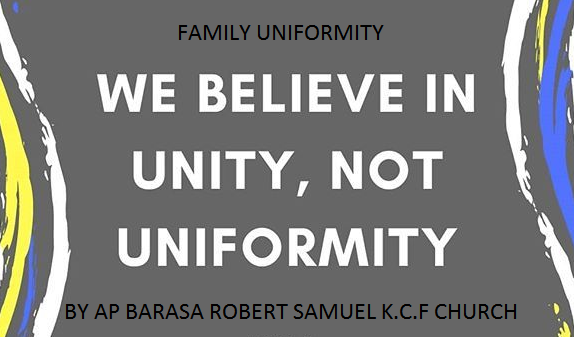 FAMILY UNIFORMITY
WE BELIEVE IN
UNITY, NOT
UNIFORMITY
BY AP BARASA ROBERT SAMUEL K.C.F CHURCH